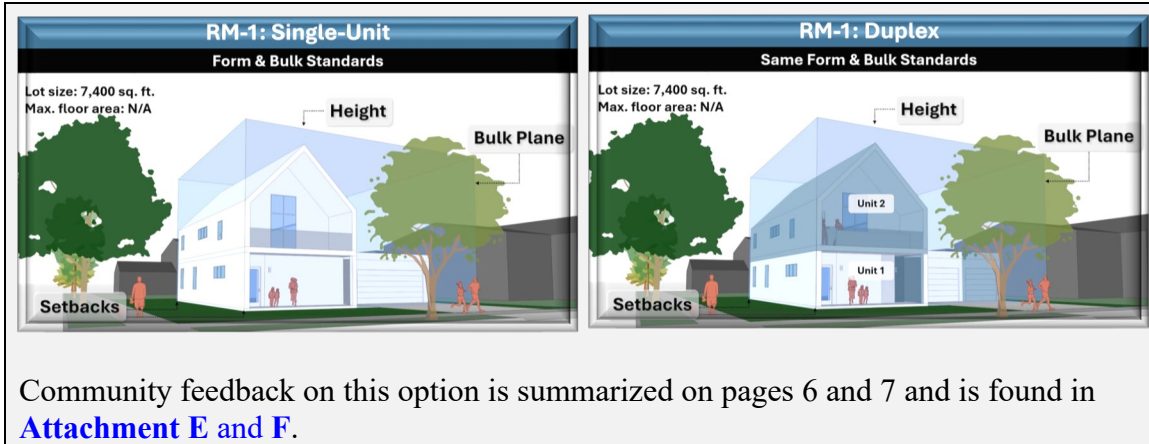 RM-1: Single-Unit
Form & Bulk Standards
Lot size: 7,400 sq. ft.
Max. floor area: N/A
Height
Bulk Plane
Setbacks
RM-1: Duplex
Same Form & Bulk Standards
Lot size: 7,400 sq. ft.
Max. floor area: N/A
Height
Bulk Plane
Unit 2
Unit 1
Setbacks
Community feedback on this option is summarized on pages 6 and 7 and is found in
Attachment E and F.